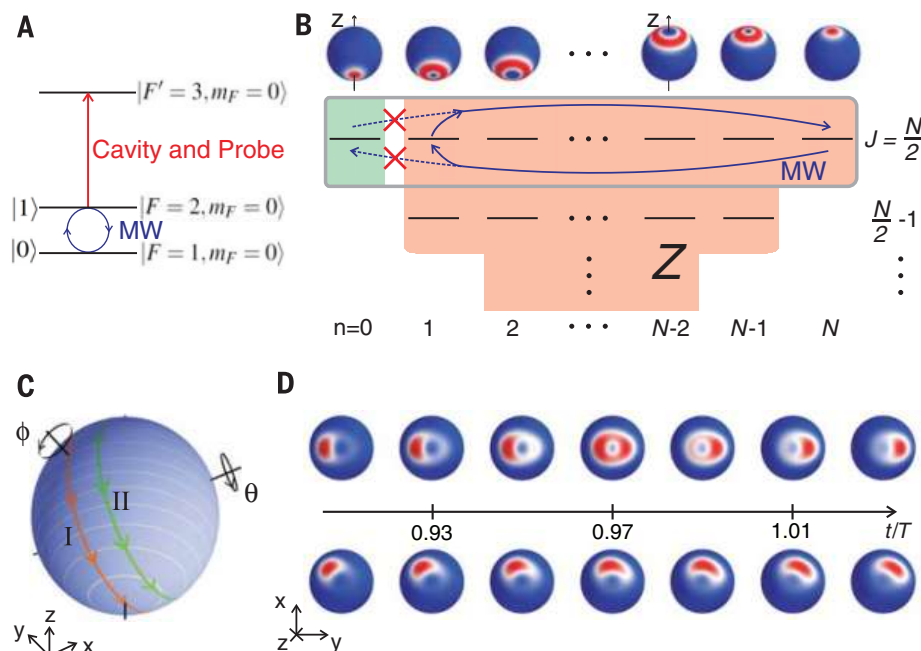 A
|F′ = 3, m_F = 0⟩
Cavity and Probe
|1⟩ |F = 2, m_F = 0⟩
MW
|0⟩ |F = 1, m_F = 0⟩
B
Z Z
J = N/2
MW
N/2 -1
Z
n=0 1 2 N-2 N-1 N
C
ϕ
θ
I II
y z x
D
0.93 0.97 1.01 t/T
x
z y